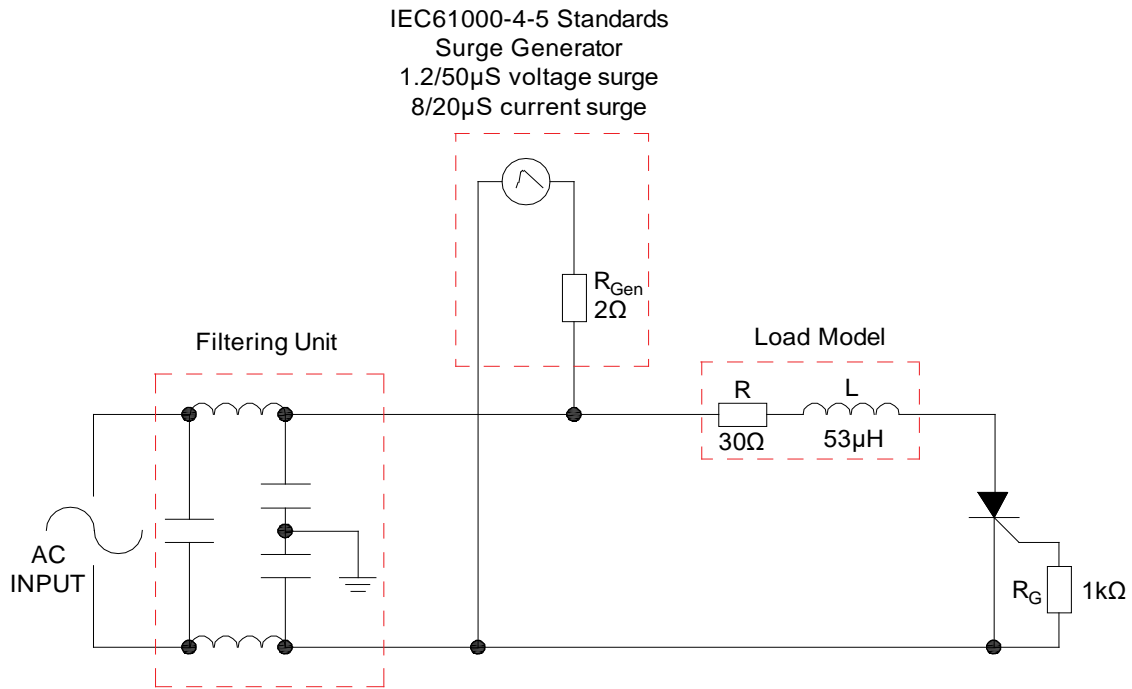 IEC61000-4-5 Standards
Surge Generator
1.2/50µS voltage surge
8/20µS current surge
RGen
2Ω
Filtering Unit
Load Model
R
L
30Ω
53µH
AC
INPUT
RG
1kΩ